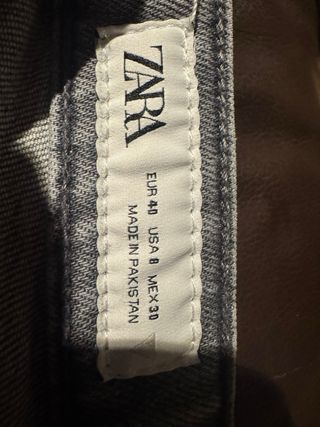 ZARA
EUR 40 USA 8 MEX 30
MADE IN PAKISTAN